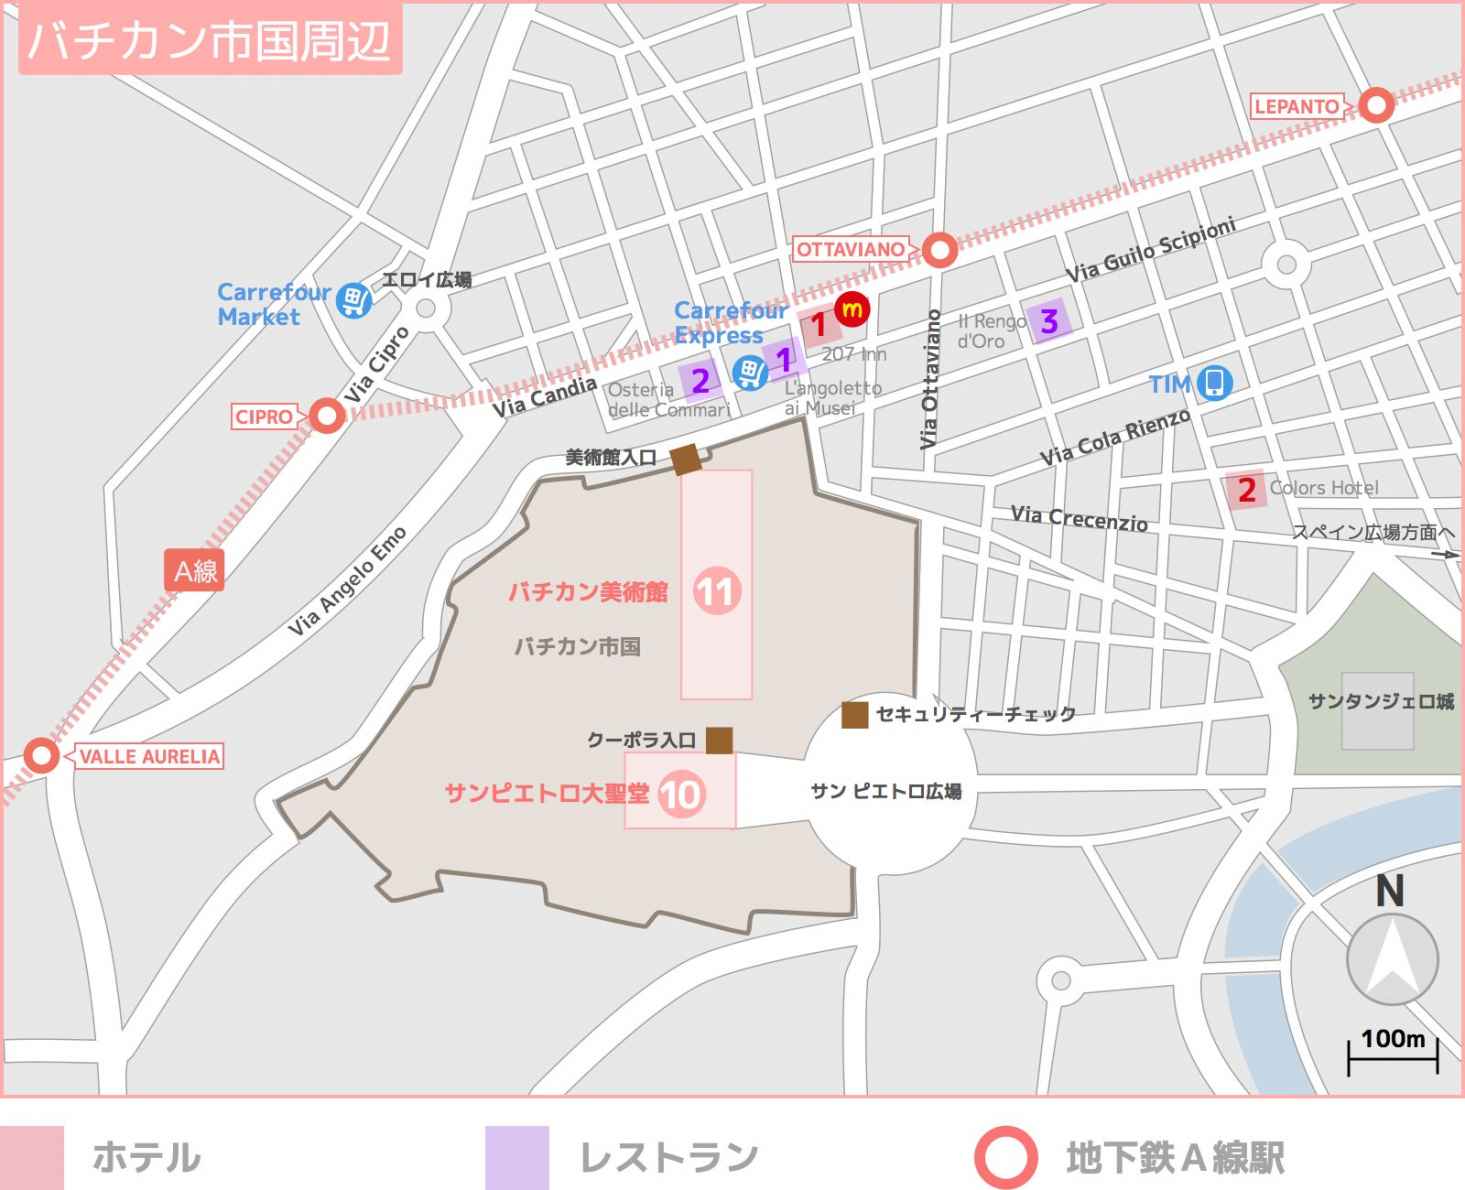 バチカン市国周辺
LEPANTO
OTTAVIANO
Via Guilo Scipioni
エロイ広場
Carrefour
Market
Carrefour
Express
1
m
207 Inn
Il Rengo
d'Oro
3
Via Cipro
Via Ottaviano
CIPRO
Via Candia
Osteria
delle Commari
2
1
L'angoletto
ai Musei
TIM
Via Cola Rienzo
美術館入口
2
Colors Hotel
Via Crecenzio
スペイン広場方面へ
A線
Via Angelo Emo
バチカン美術館
11
バチカン市国
サンタンジェロ城
セキュリティーチェック
クーポラ入口
VALLE AURELIA
サンピエトロ大聖堂
10
サン ピエトロ広場
N
100m
ホテル
レストラン
地下鉄A線駅